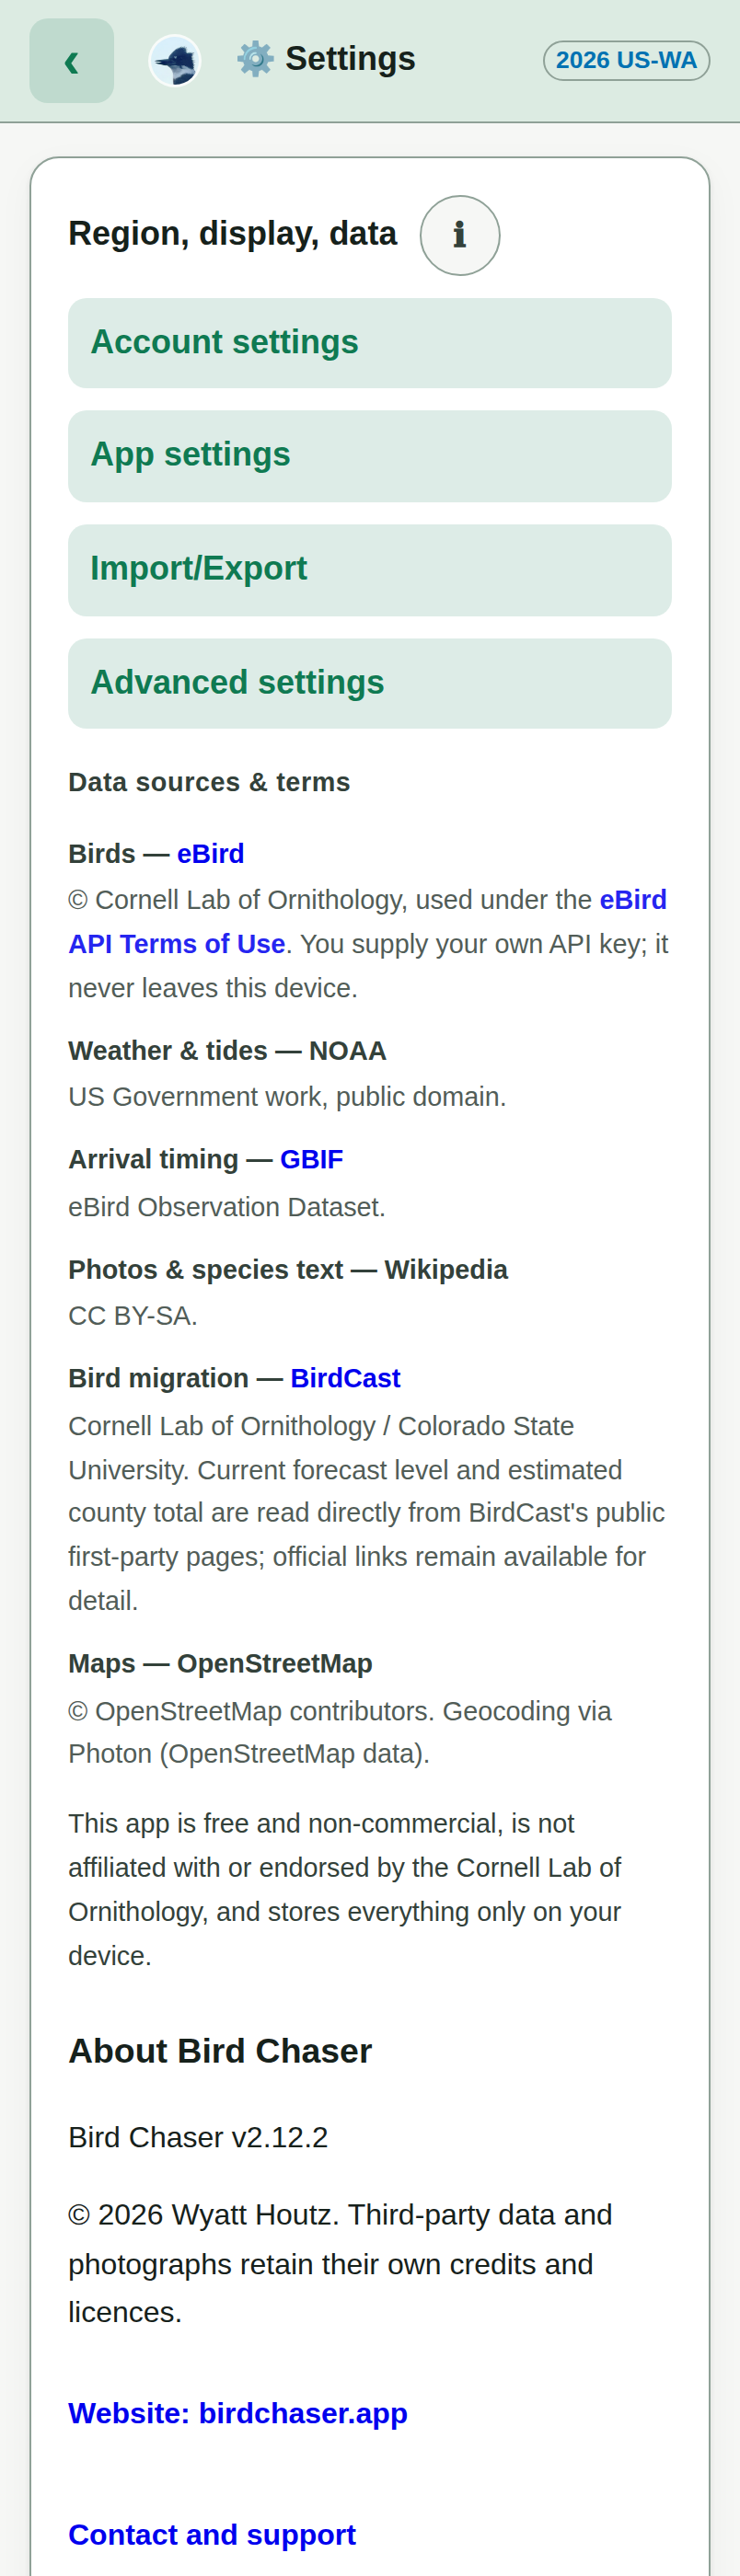 ‹ ⚙️ Settings 2026 US-WA
Region, display, data ℹ
Account settings
App settings
Import/Export
Advanced settings
Data sources & terms
Birds — eBird
© Cornell Lab of Ornithology, used under the eBird
API Terms of Use. You supply your own API key; it
never leaves this device.
Weather & tides — NOAA
US Government work, public domain.
Arrival timing — GBIF
eBird Observation Dataset.
Photos & species text — Wikipedia
CC BY-SA.
Bird migration — BirdCast
Cornell Lab of Ornithology / Colorado State
University. Current forecast level and estimated
county total are read directly from BirdCast's public
first-party pages; official links remain available for
detail.
Maps — OpenStreetMap
© OpenStreetMap contributors. Geocoding via
Photon (OpenStreetMap data).
This app is free and non-commercial, is not
affiliated with or endorsed by the Cornell Lab of
Ornithology, and stores everything only on your
device.
About Bird Chaser
Bird Chaser v2.12.2
© 2026 Wyatt Houtz. Third-party data and
photographs retain their own credits and
licences.
Website: birdchaser.app
Contact and support